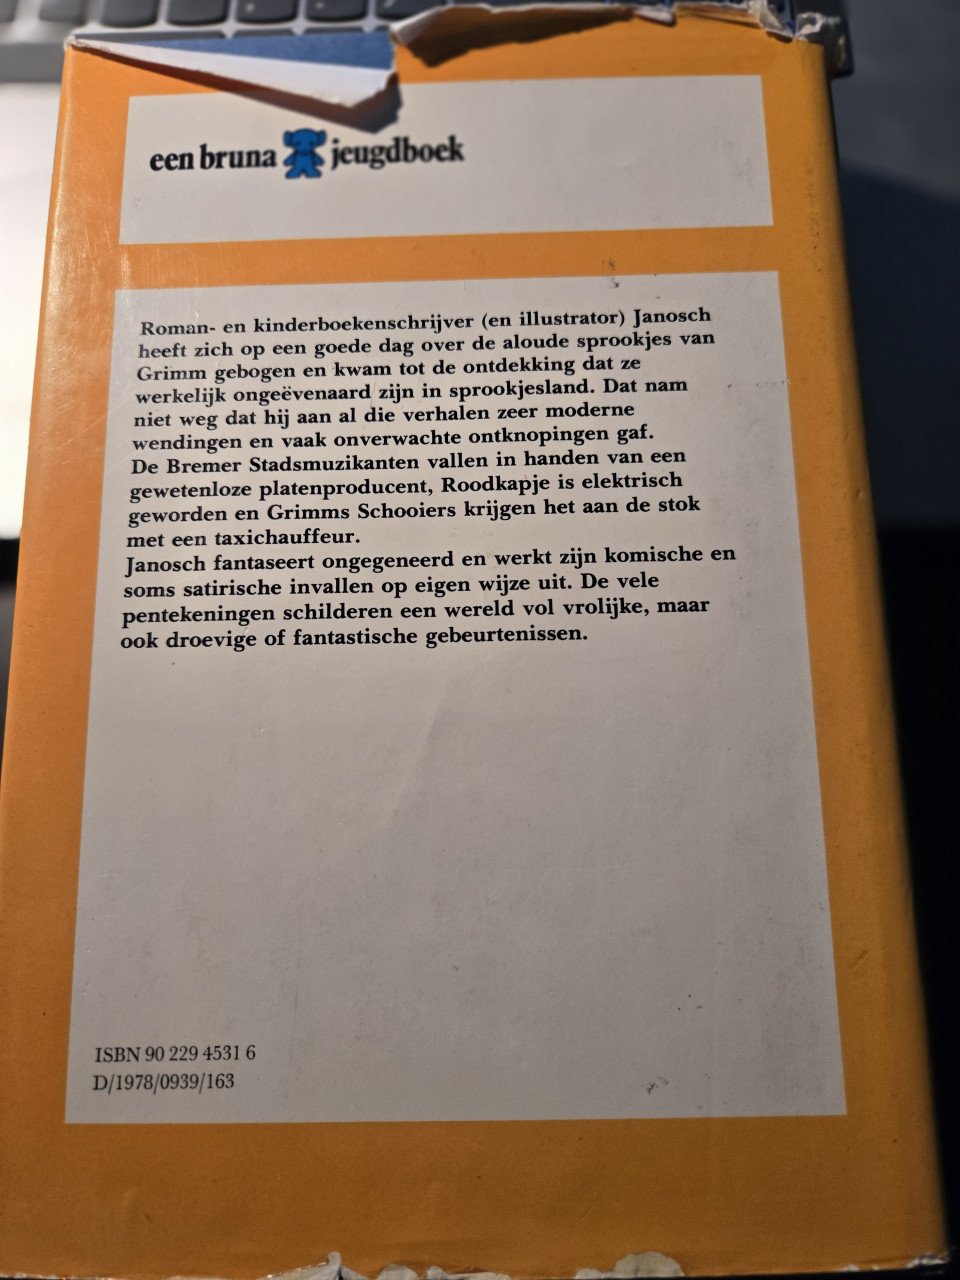 een bruna jeugdboek
Roman- en kinderboekenschrijver (en illustrator) Janosch
heeft zich op een goede dag over de aloude sprookjes van
Grimm gebogen en kwam tot de ontdekking dat ze
werkelijk ongeëvenaard zijn in sprookjesland. Dat nam
niet weg dat hij aan al die verhalen zeer moderne
wendingen en vaak onverwachte ontknopingen gaf.
De Bremer Stadsmuzikanten vallen in handen van een
gewetenloze platenproducent, Roodkapje is elektrisch
geworden en Grimms Schooiers krijgen het aan de stok
met een taxichauffeur.
Janosch fantaseert ongegeneerd en werkt zijn komische en
soms satirische invallen op eigen wijze uit. De vele
pentekeningen schilderen een wereld vol vrolijke, maar
ook droevige of fantastische gebeurtenissen.
ISBN 90 229 4531 6
D/1978/0939/163